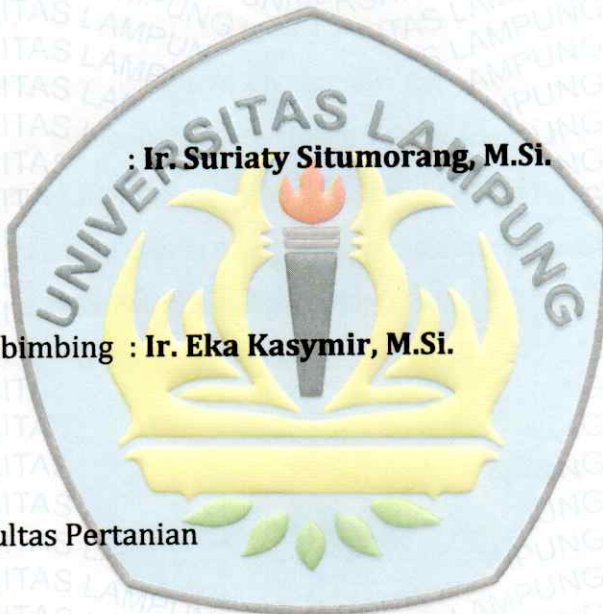 : Ir. Suriaty Situmorang, M.Si.
UNIVERSITAS LAMPUNG
bimbing : Ir. Eka Kasymir, M.Si.
ultas Pertanian